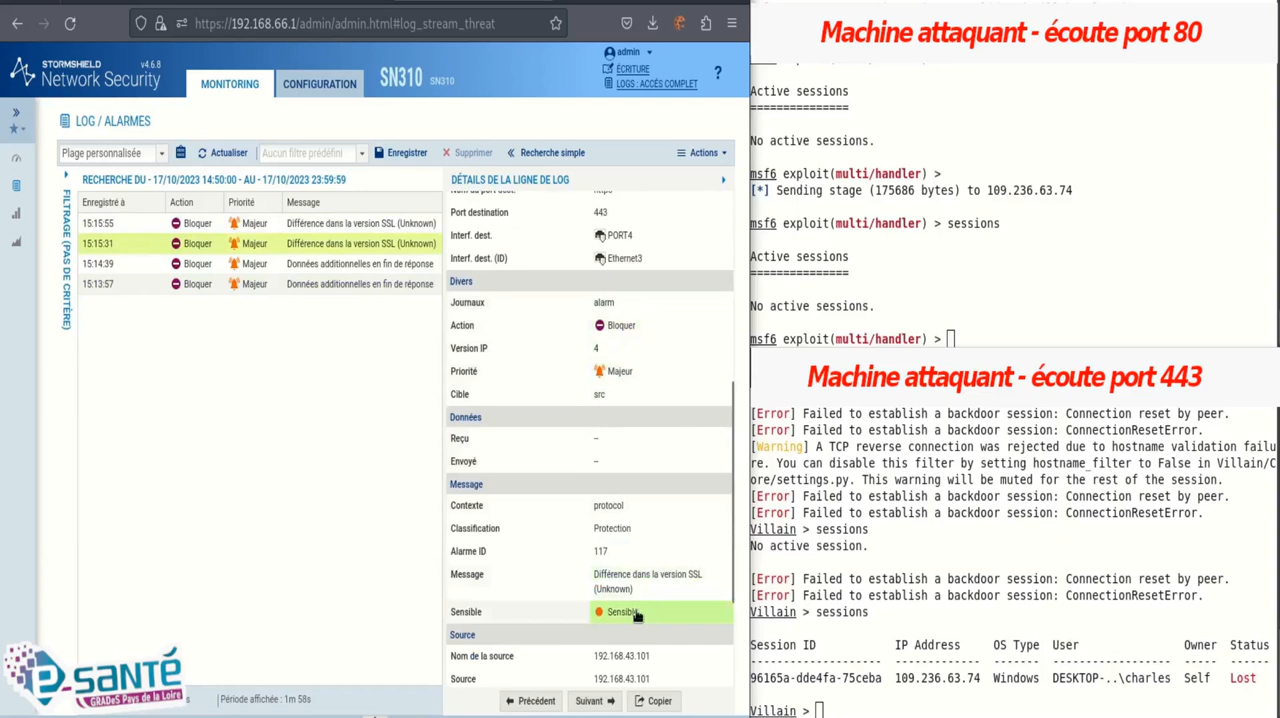 https://192.168.66.1/admin/admin.html#log_stream_threat
STORMSHIELD v4.6.8
Network Security
MONITORING
CONFIGURATION
SN310 SN310
admin
ÉCRITURE
LOGS : ACCÈS COMPLET
?
LOG / ALARMES
Plage personnalisée
Actualiser
Aucun filtre prédéfini
Enregistrer
Supprimer
Recherche simple
Actions
FILTRAGE (PAS DE CRITÈRE)
RECHERCHE DU - 17/10/2023 14:50:00 - AU - 17/10/2023 23:59:59
Enregistré à Action Priorité Message
15:15:55 Bloquer Majeur Différence dans la version SSL (Unknown)
15:15:31 Bloquer Majeur Différence dans la version SSL (Unknown)
15:14:39 Bloquer Majeur Données additionnelles en fin de réponse
15:13:57 Bloquer Majeur Données additionnelles en fin de réponse
DÉTAILS DE LA LIGNE DE LOG
Port destination 443
Interf. dest. PORT4
Interf. dest. (ID) Ethernet3
Divers
Journaux alarm
Action Bloquer
Version IP 4
Priorité Majeur
Cible src
Données
Reçu --
Envoyé --
Message
Contexte protocol
Classification Protection
Alarme ID 117
Message Différence dans la version SSL
(Unknown)
Sensible Sensible
Source
Nom de la source 192.168.43.101
Source 192.168.43.101
Précédent
Suivant
Copier
Période affichée : 1m 58s
e-SANTÉ
GRADeS Pays de la Loire
Machine attaquant - écoute port 80
Active sessions
===============
No active sessions.
msf6 exploit(multi/handler) >
[*] Sending stage (175686 bytes) to 109.236.63.74
msf6 exploit(multi/handler) > sessions
Active sessions
===============
No active sessions.
msf6 exploit(multi/handler) >
Machine attaquant - écoute port 443
[Error] Failed to establish a backdoor session: Connection reset by peer.
[Error] Failed to establish a backdoor session: ConnectionResetError.
[Warning] A TCP reverse connection was rejected due to hostname validation failu
re. You can disable this filter by setting hostname_filter to False in Villain/C
ore/settings.py. This warning will be muted for the rest of the session.
[Error] Failed to establish a backdoor session: Connection reset by peer.
[Error] Failed to establish a backdoor session: ConnectionResetError.
Villain > sessions
No active session.
[Error] Failed to establish a backdoor session: Connection reset by peer.
[Error] Failed to establish a backdoor session: ConnectionResetError.
Villain > sessions
Session ID IP Address OS Type User Owner Status
96165a-dde4fa-75ceba 109.236.63.74 Windows DESKTOP-..\charles Self Lost
Villain >